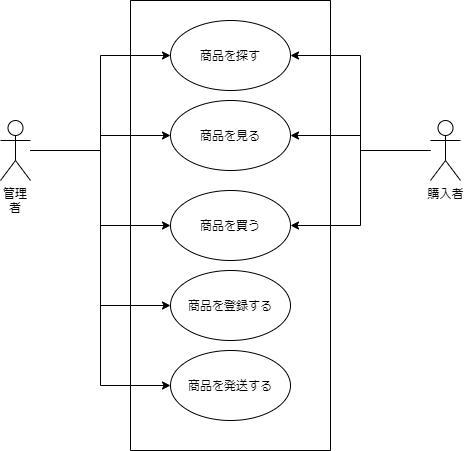 商品を探す
商品を見る
管理
者
購入者
商品を買う
商品を登録する
商品を発送する